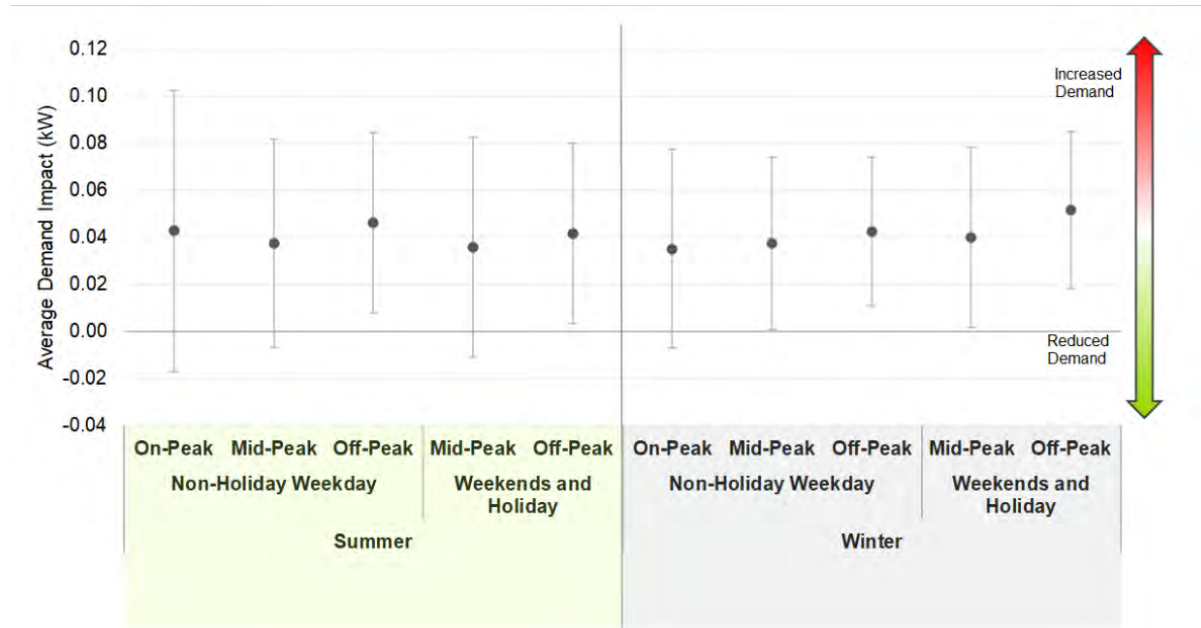 0.12
0.10
0.08
0.06
0.04
0.02
0.00
-0.02
-0.04
Average Demand Impact (kW)
Increased
Demand
Reduced
Demand
On-Peak Mid-Peak Off-Peak Mid-Peak Off-Peak On-Peak Mid-Peak Off-Peak Mid-Peak Off-Peak
Non-Holiday Weekday Weekends and Non-Holiday Weekday Weekends and
Holiday Holiday
Summer Winter